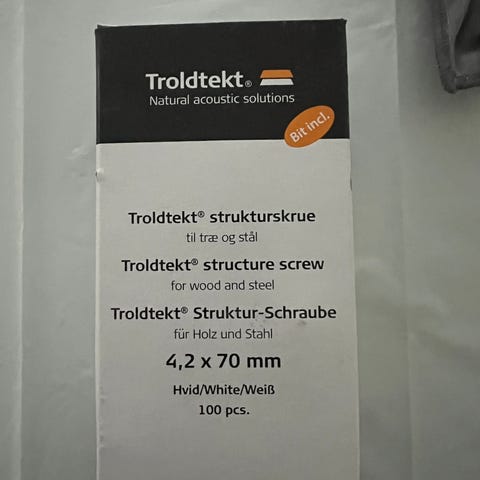 Troldtekt®
Natural acoustic solutions
Bit incl.
Troldtekt® strukturskrue
til træ og stål
Troldtekt® structure screw
for wood and steel
Troldtekt® Struktur-Schraube
für Holz und Stahl
4,2 x 70 mm
Hvid/White/Weiß
100 pcs.